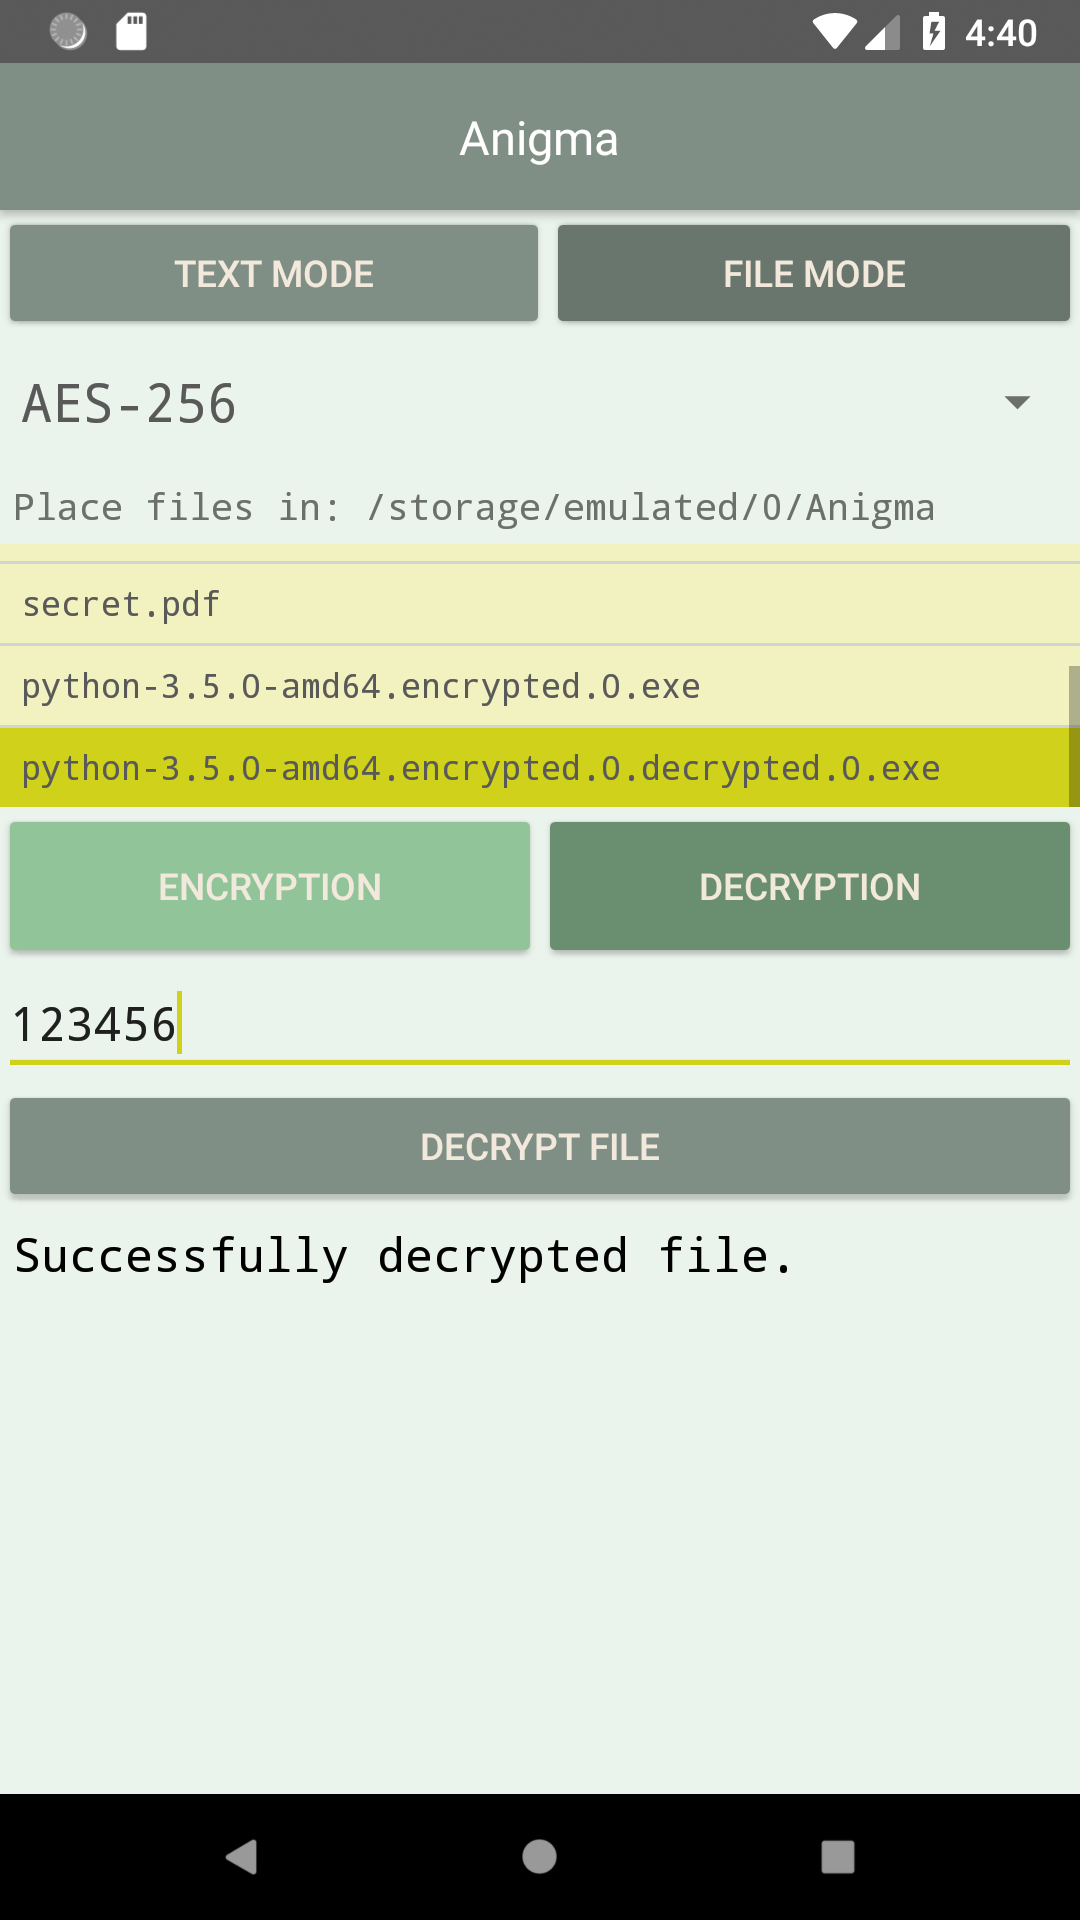 4:40
Anigma
TEXT MODE
FILE MODE
AES-256
Place files in: /storage/emulated/0/Anigma
secret.pdf
python-3.5.0-amd64.encrypted.0.exe
python-3.5.0-amd64.encrypted.0.decrypted.0.exe
ENCRYPTION
DECRYPTION
123456
DECRYPT FILE
Successfully decrypted file.